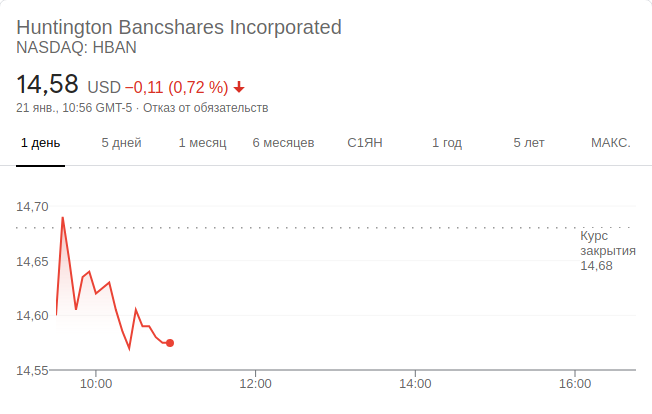 Huntington Bancshares Incorporated
NASDAQ: HBAN
14,58 USD −0,11 (0,72 %)
21 янв., 10:56 GMT-5 · Отказ от обязательств
1 день 5 дней 1 месяц 6 месяцев С1ЯН 1 год 5 лет МАКС.
14,70
Курс
закрытия
14,68
14,65
14,60
14,55
10:00 12:00 14:00 16:00